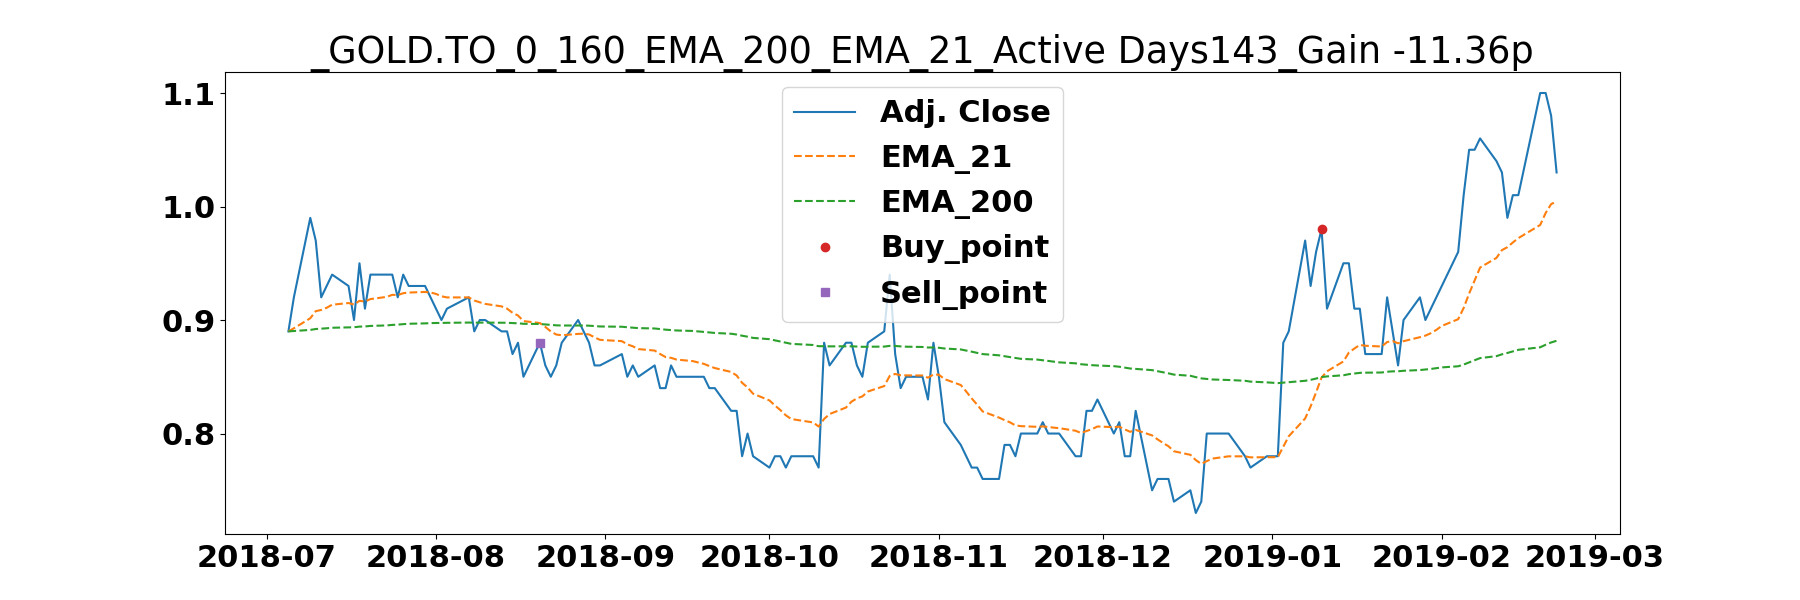 _GOLD.TO_0_160_EMA_200_EMA_21_Active Days143_Gain -11.36p
1.1
1.0
0.9
0.8
Adj. Close
EMA_21
EMA_200
Buy_point
Sell_point
2018-07 2018-08 2018-09 2018-10 2018-11 2018-12 2019-01 2019-02 2019-03